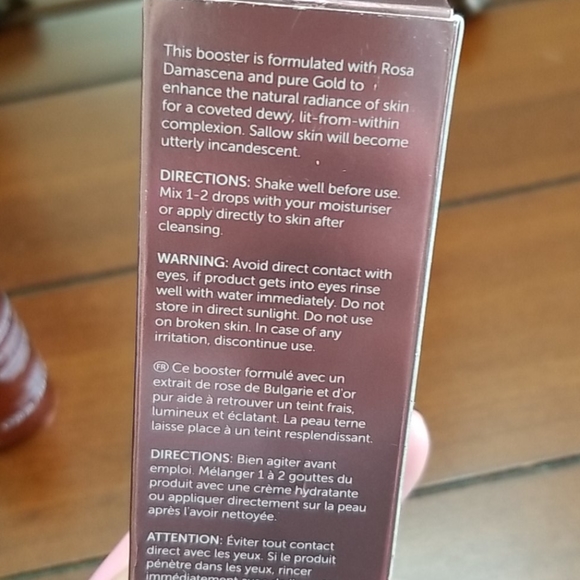 This booster is formulated with Rosa
Damascena and pure Gold to
enhance the natural radiance of skin
for a coveted dewy, lit-from-within
complexion. Sallow skin will become
utterly incandescent.
DIRECTIONS: Shake well before use.
Mix 1-2 drops with your moisturiser
or apply directly to skin after
cleansing.
WARNING: Avoid direct contact with
eyes, if product gets into eyes rinse
well with water immediately. Do not
store in direct sunlight. Do not use
on broken skin. In case of any
irritation, discontinue use.
FR Ce booster formulé avec un
extrait de rose de Bulgarie et d'or
pur aide à retrouver un teint frais,
lumineux et éclatant. La peau terne
laisse place à un teint resplendissant.
DIRECTIONS: Bien agiter avant
emploi. Mélanger 1 à 2 gouttes du
produit avec une crème hydratante
ou appliquer directement sur la peau
après l'avoir nettoyée.
ATTENTION: Éviter tout contact
direct avec les yeux. Si le produit
pénètre dans les yeux, rincer
immédiatement